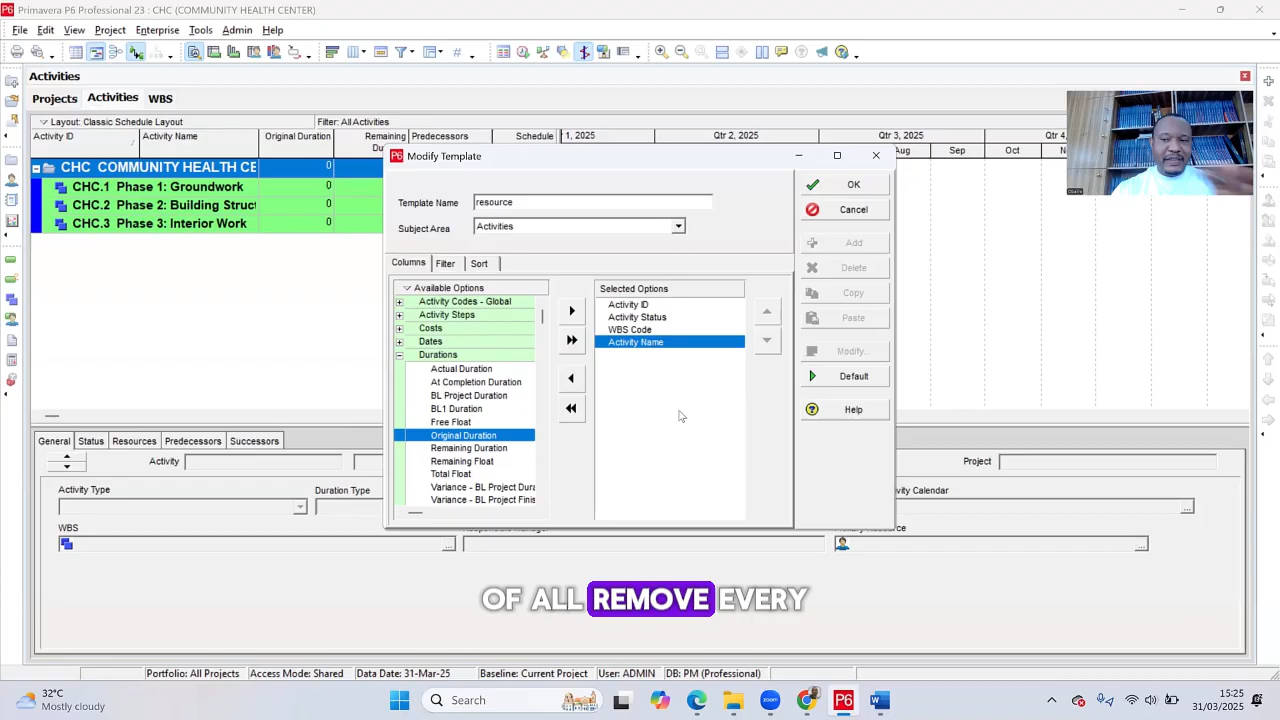 Primavera P6 Professional 23 : CHC (COMMUNITY HEALTH CENTER)
File Edit View Project Enterprise Tools Admin Help
Activities
Projects Activities WBS
Layout: Classic Schedule Layout Filter: All Activities
Activity ID Activity Name Original Duration Remaining Predecessors Schedule 1, 2025 Qtr 2, 2025 Qtr 3, 2025 Qtr 4
Aug Sep Oct
CHC COMMUNITY HEALTH CE 0
CHC.1 Phase 1: Groundwork 0
CHC.2 Phase 2: Building Struct 0
CHC.3 Phase 3: Interior Work 0
Modify Template
Template Name resource
Subject Area Activities
Columns Filter Sort
Available Options
Activity Codes - Global
Activity Steps
Costs
Dates
Durations
Actual Duration
At Completion Duration
BL Project Duration
BL1 Duration
Free Float
Original Duration
Remaining Duration
Remaining Float
Total Float
Variance - BL Project Dura
Variance - BL Project Finis
Selected Options
Activity ID
Activity Status
WBS Code
Activity Name
OK
Cancel
Add
Delete
Copy
Paste
Modify...
Default
Help
General Status Resources Predecessors Successors
Activity Project
Activity Type Duration Type Activity Calendar
WBS
OF ALL REMOVE EVERY
Portfolio: All Projects Access Mode: Shared Data Date: 31-Mar-25 Baseline: Current Project User: ADMIN DB: PM (Professional)
32°C
Mostly cloudy
Search
15:25
31/03/2025